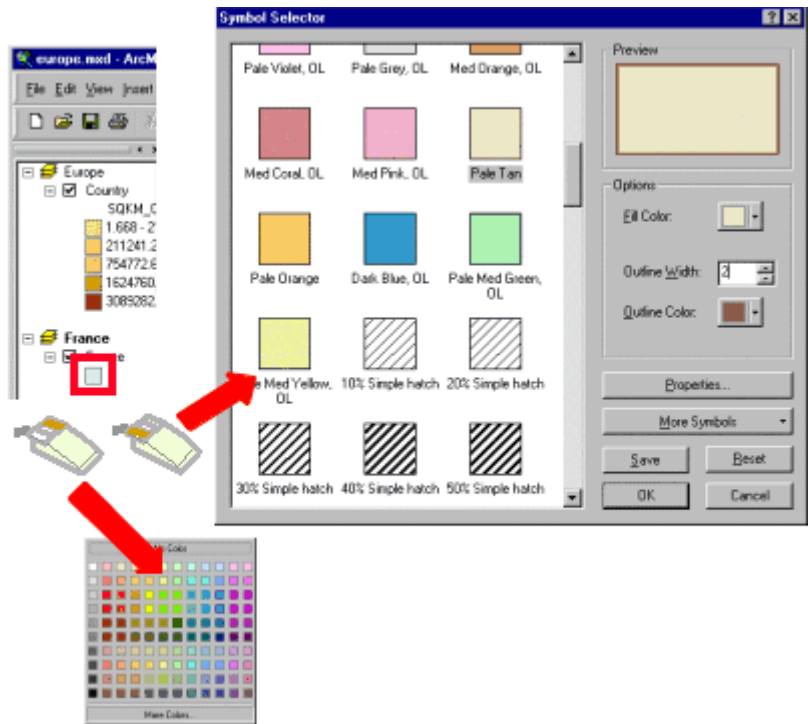 Symbol Selector
europe.mxd - ArcM
File Edit View Insert
Europe
Country
SQKM_C
1.668 - 2
211241.2
754772.6
1624760.
3089282.
France
Pale Violet, OL
Pale Grey, OL
Med Orange, OL
Med Coral, OL
Med Pink, OL
Pale Tan
Pale Orange
Dark Blue, OL
Pale Med Green,
OL
Med Yellow,
OL
10% Simple hatch
20% Simple hatch
30% Simple hatch
40% Simple hatch
50% Simple hatch
Preview
Options
Fill Color:
Outline Width:
2
Outline Color:
Properties...
More Symbols
Save
Reset
OK
Cancel
Color
More Colors...